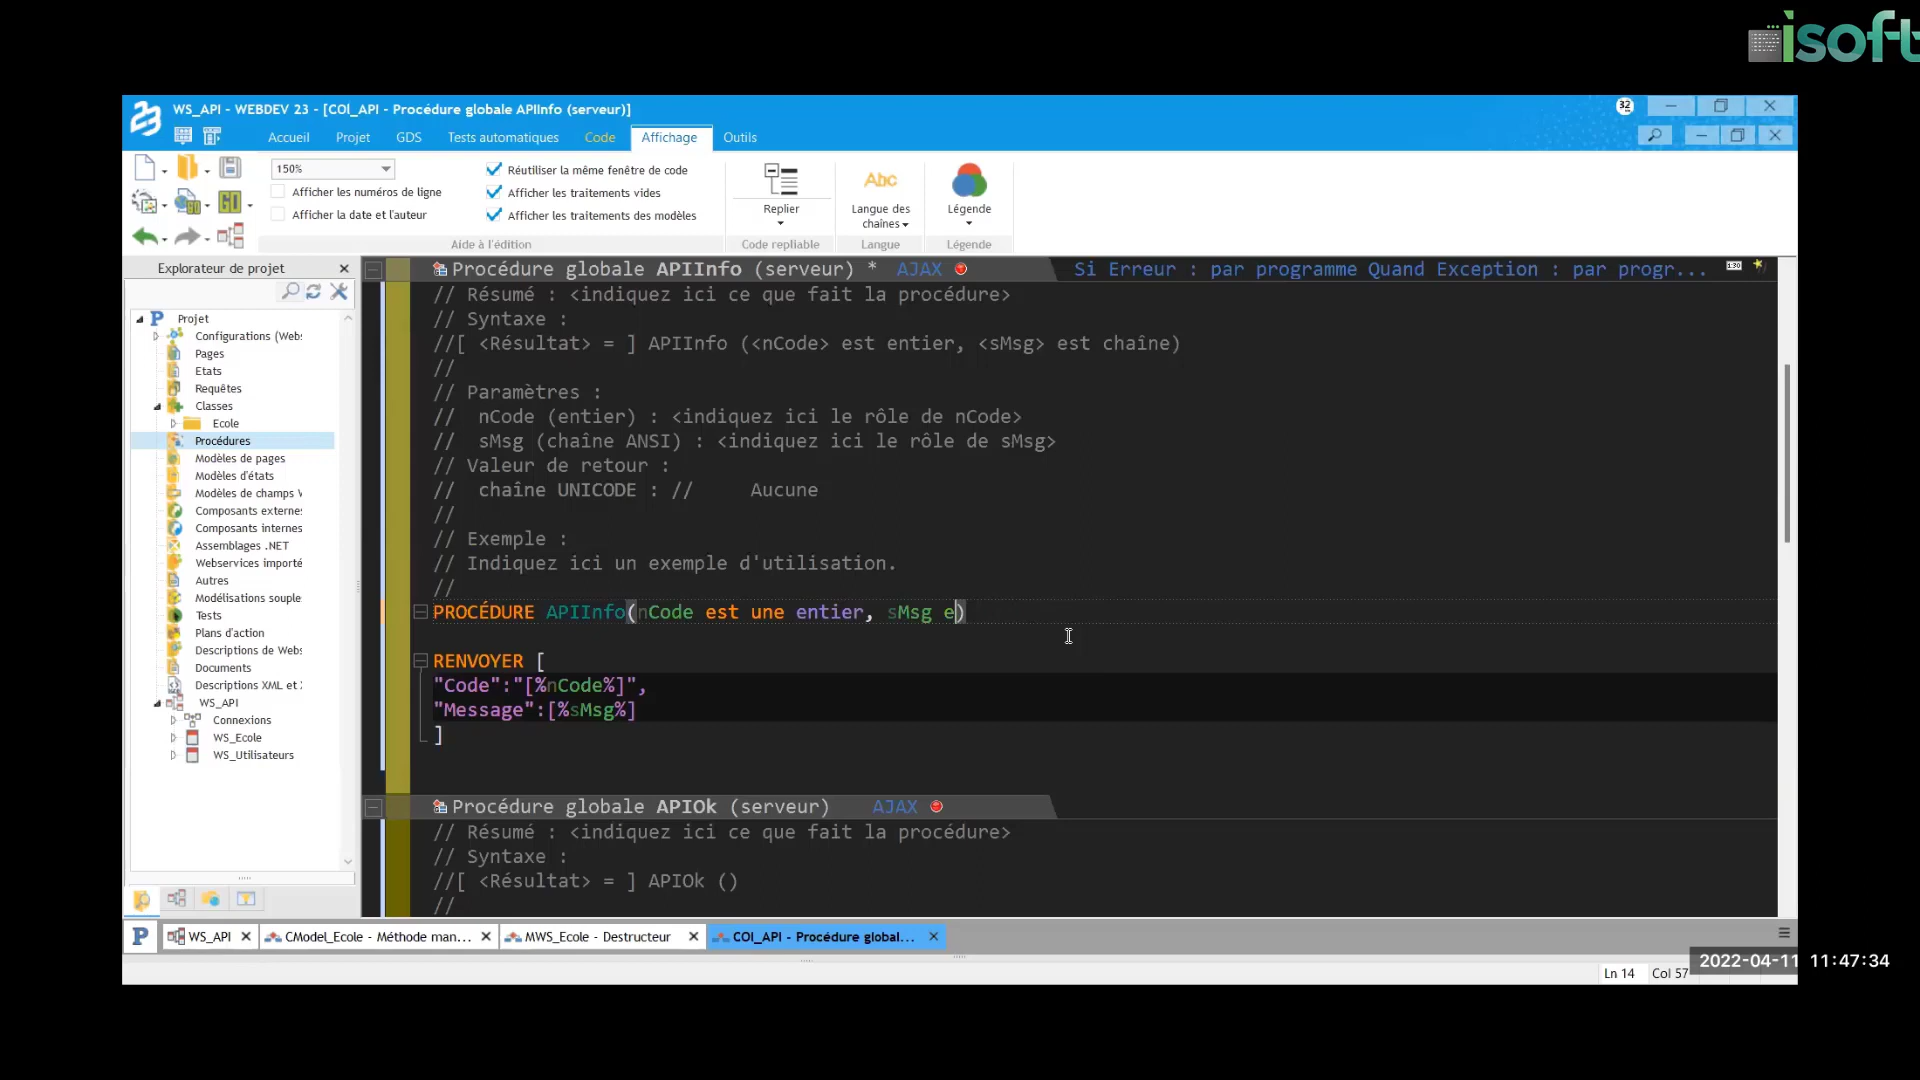 isoft
WS_API - WEBDEV 23 - [COl_API - Procédure globale APIInfo (serveur)]
32
Accueil Projet GDS Tests automatiques Code Affichage Outils
150%
Afficher les numéros de ligne
Afficher la date et l'auteur
Réutiliser la même fenêtre de code
Afficher les traitements vides
Afficher les traitements des modèles
Aide à l'édition
Replier
Code repliable
Abc
Langue des
chaînes
Langue
Légende
Légende
Explorateur de projet
Projet
Configurations (Webs
Pages
Etats
Requêtes
Classes
Ecole
Procédures
Modèles de pages
Modèles d'états
Modèles de champs
Composants externe
Composants internes
Assemblages .NET
Webservices importé
Autres
Modélisations souple
Tests
Plans d'action
Descriptions de Webs
Documents
Descriptions XML et
WS_API
Connexions
WS_Ecole
WS_Utilisateurs
Procédure globale APIInfo (serveur) * AJAX Si Erreur : par programme Quand Exception : par progr...
// Résumé : <indiquez ici ce que fait la procédure>
// Syntaxe :
//[ <Résultat> = ] APIInfo (<nCode> est entier, <sMsg> est chaîne)
//
// Paramètres :
// nCode (entier) : <indiquez ici le rôle de nCode>
// sMsg (chaîne ANSI) : <indiquez ici le rôle de sMsg>
// Valeur de retour :
// chaîne UNICODE : // Aucune
//
// Exemple :
// Indiquez ici un exemple d'utilisation.
//
PROCÉDURE APIInfo(nCode est une entier, sMsg e)
RENVOYER [
"Code":"[%nCode%]",
"Message":[%sMsg%]
]
Procédure globale APIOk (serveur) AJAX
// Résumé : <indiquez ici ce que fait la procédure>
// Syntaxe :
//[ <Résultat> = ] APIOk ()
//
WS_API CModel_Ecole - Méthode man... MWS_Ecole - Destructeur COl_API - Procédure global...
2022-04-11 11:47:34
Ln 14 Col 57